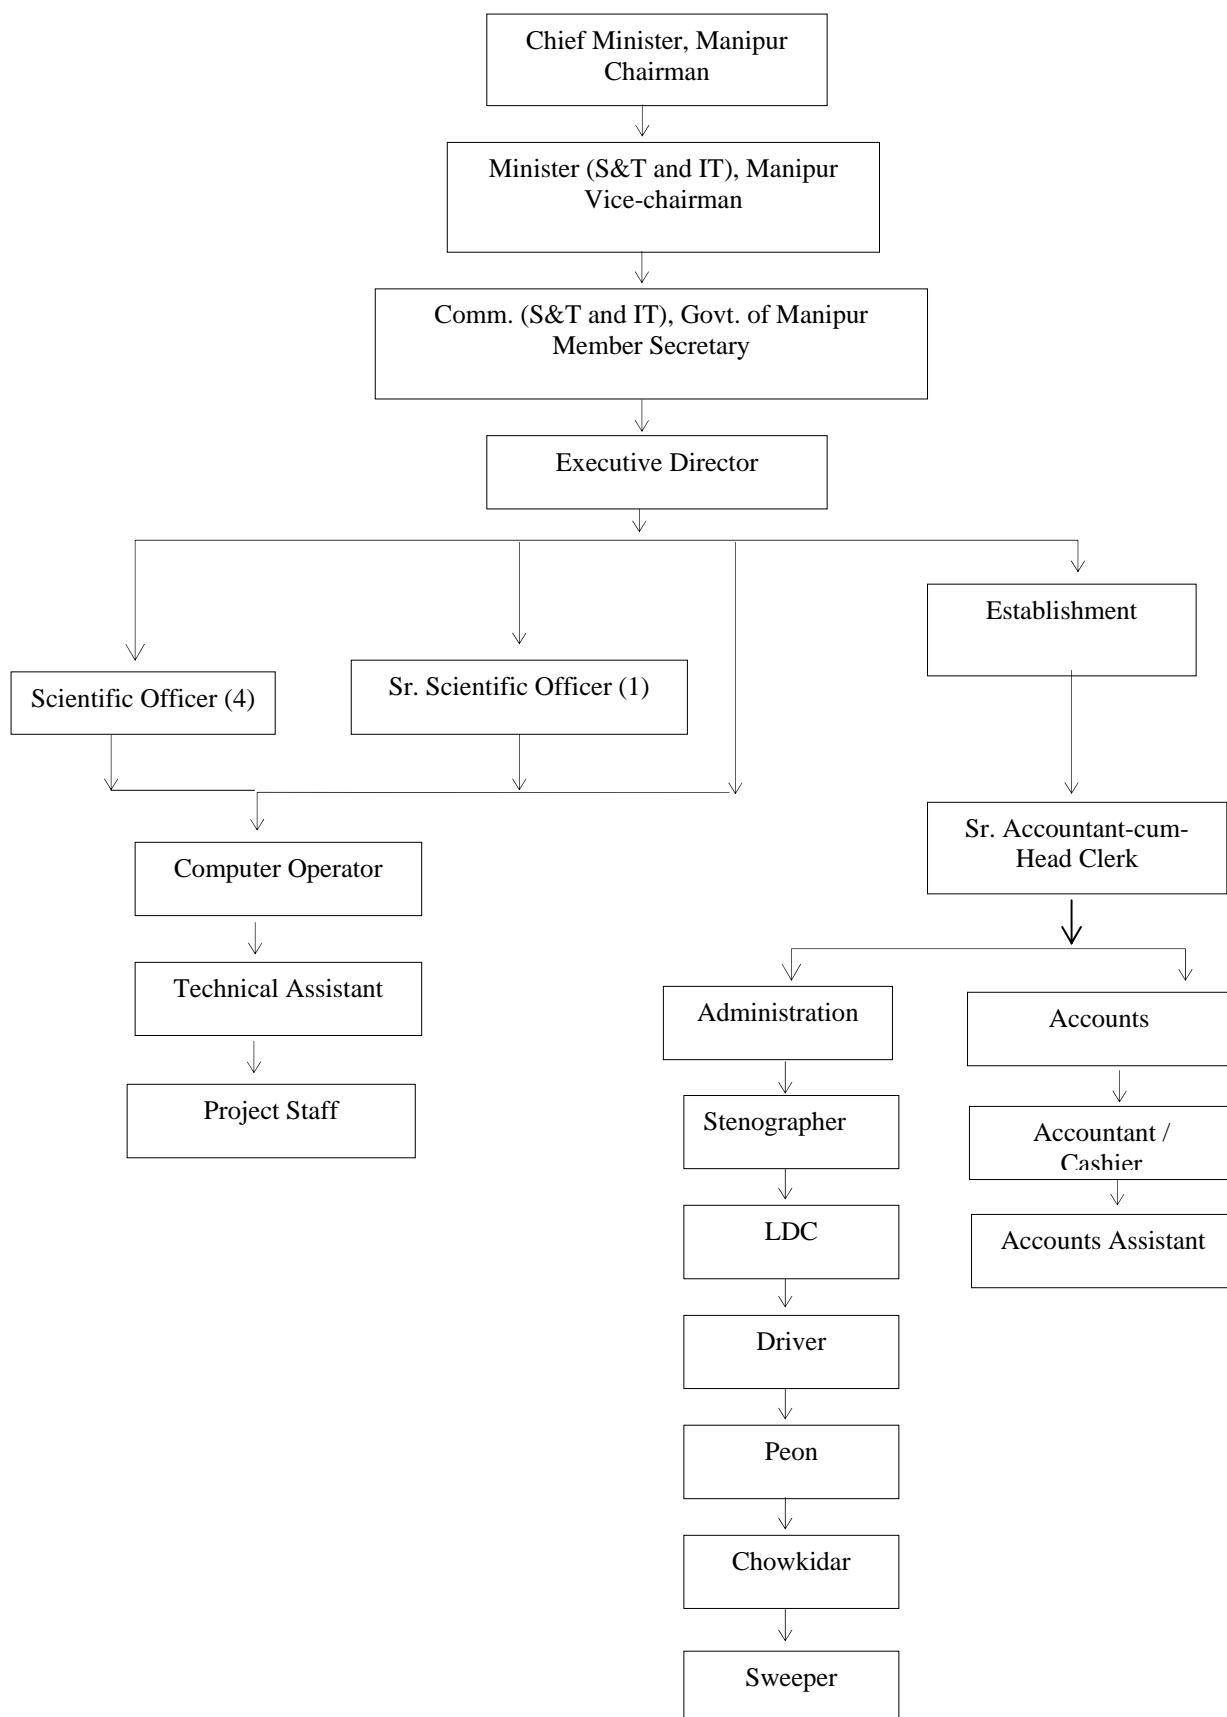 Chief Minister, Manipur
Chairman
Minister (S&T and IT), Manipur
Vice-chairman
Comm. (S&T and IT), Govt. of Manipur
Member Secretary
Executive Director
Establishment
Scientific Officer (4)
Sr. Scientific Officer (1)
Sr. Accountant-cum-
Head Clerk
Computer Operator
Technical Assistant
Project Staff
Administration
Stenographer
LDC
Driver
Peon
Chowkidar
Sweeper
Accounts
Accountant /
Cashier
Accounts Assistant